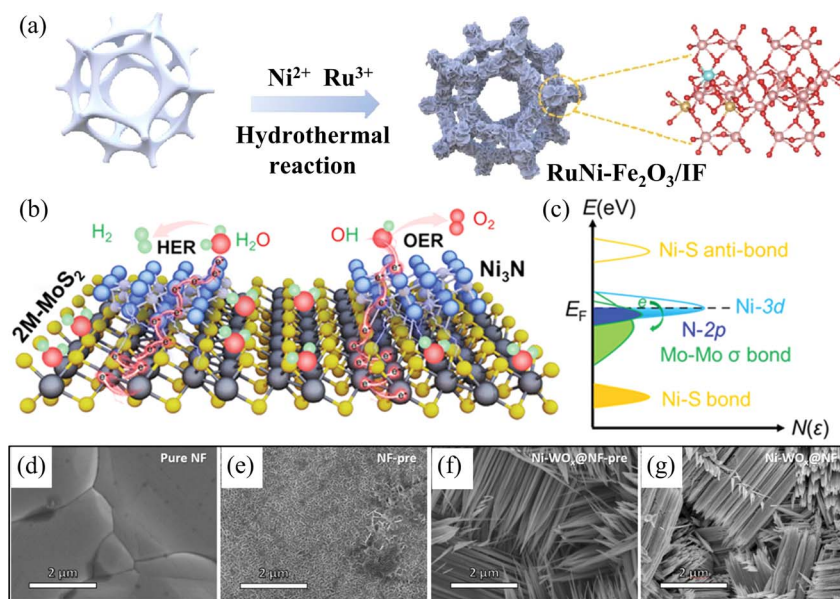 (a)
Ni²⁺ Ru³⁺
Hydrothermal
reaction
RuNi-Fe₂O₃/IF
(b)
H₂
HER
H₂O
OH
OER
O₂
2M-MoS₂
Ni₃N
(c)
E(eV)
Ni-S anti-bond
E_F
e
Ni-3d
N-2p
Mo-Mo σ bond
Ni-S bond
N(ε)
(d)
Pure NF
2 μm
(e)
NF-pre
2 μm
(f)
Ni-WOₓ@NF-pre
2 μm
(g)
Ni-WOₓ@NF
2 μm